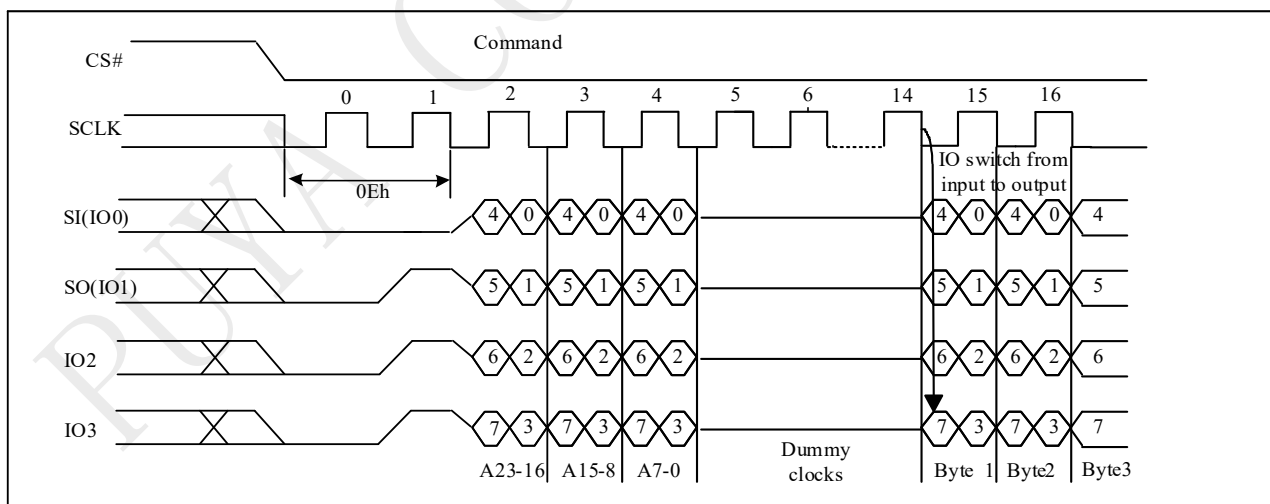 Command
CS#
0 1 2 3 4 5 6 14 15 16
SCLK
IO switch from
input to output
0Eh
SI(IO0) 4 0 4 0 4 0 4 0 4 0 4
SO(IO1) 5 1 5 1 5 1 5 1 5 1 5
IO2 6 2 6 2 6 2 6 2 6 2 6
IO3 7 3 7 3 7 3 7 3 7 3 7
Dummy
clocks
A23-16 A15-8 A7-0 Byte 1 Byte2 Byte3
PUYA